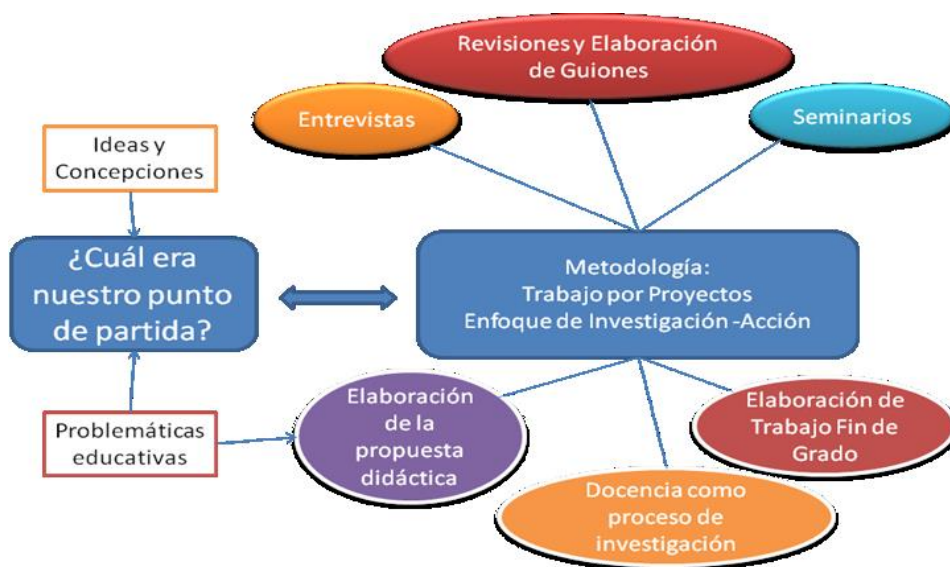 Revisiones y Elaboración
de Guiones
Entrevistas
Seminarios
Ideas y
Concepciones
¿Cuál era
nuestro punto
de partida?
Metodología:
Trabajo por Proyectos
Enfoque de Investigación -Acción
Problemáticas
educativas
Elaboración
de la
propuesta
didáctica
Elaboración de
Trabajo Fin de
Grado
Docencia como
proceso de
investigación